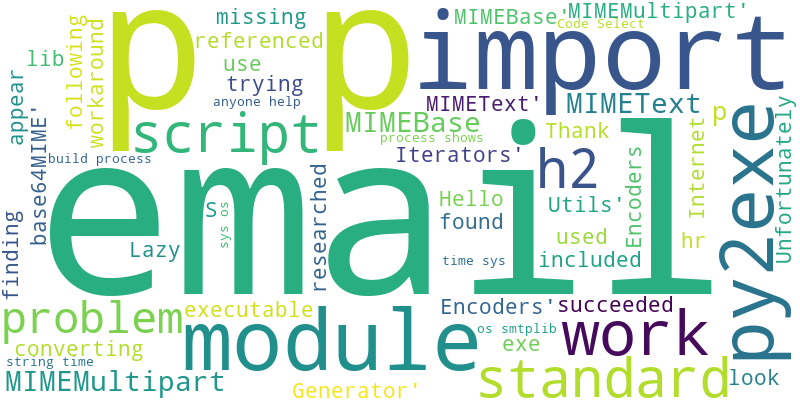 p p
import
missing
MIMEBase'
MIMEMultipart'
Code Select
referenced
lib
use
trying
anyone help
following
workaround
appear
MIMEText'
MIMEText
p
script
MIMEBase
process shows
Iterators'
Thank
base64MIME'
build process
h2
py2exe
Internet
Unfortunately
email
researched
Hello
found
S
sys os
Lazy
Utils'
used
included
Encoders
hr
time sys
finding
problem
executable
module
Encoders'
succeeded
os smtplib
exe
work
converting
string time
MIMEMultipart
Generator'
standard
look